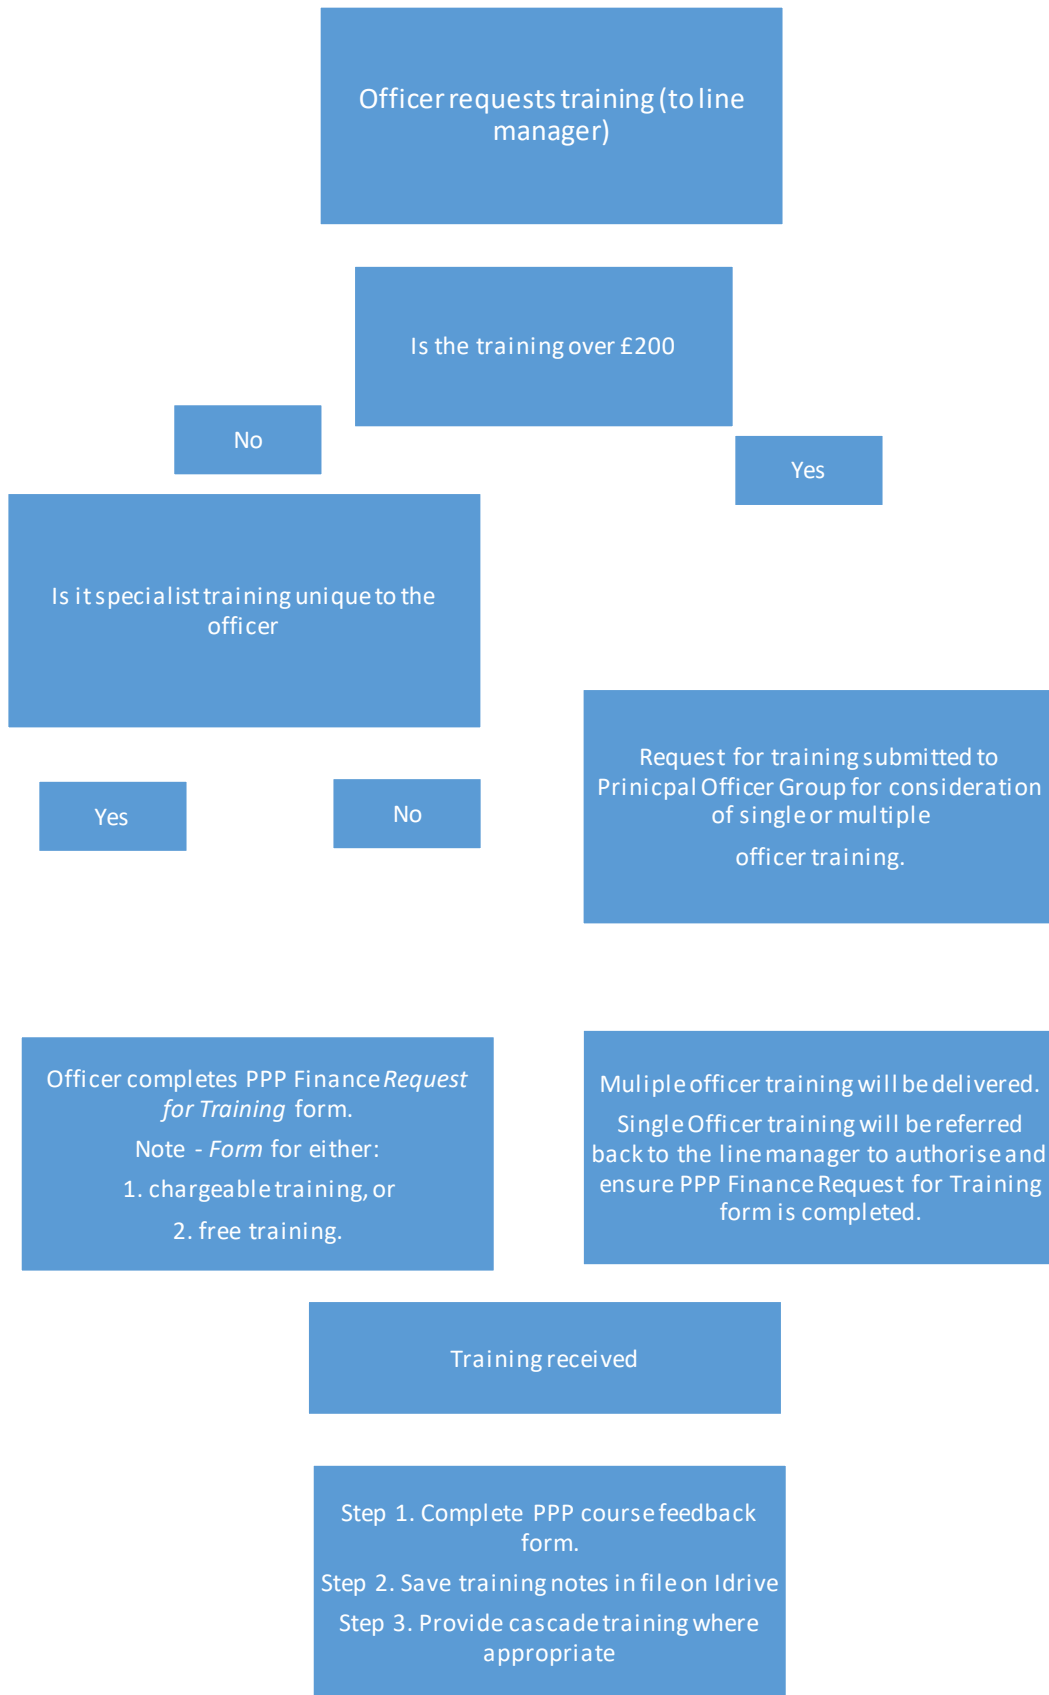 Officer requests training (to line
manager)
Is the training over £200
No
Yes
Is it specialist training unique to the
officer
Yes
No
Request for training submitted to
Prinicpal Officer Group for consideration
of single or multiple
officer training.
Officer completes PPP Finance Request
for Training form.
Note - Form for either:
1. chargeable training, or
2. free training.
Muliple officer training will be delivered.
Single Officer training will be referred
back to the line manager to authorise and
ensure PPP Finance Request for Training
form is completed.
Training received
Step 1. Complete PPP course feedback
form.
Step 2. Save training notes in file on Idrive
Step 3. Provide cascade training where
appropriate